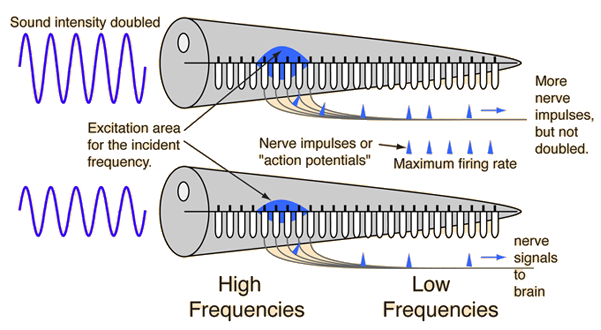 Sound intensity doubled
More
nerve
impulses,
but not
doubled.
Excitation area
for the incident
frequency.
Nerve impulses or
"action potentials"
Maximum firing rate
nerve
signals
to
brain
High
Frequencies
Low
Frequencies